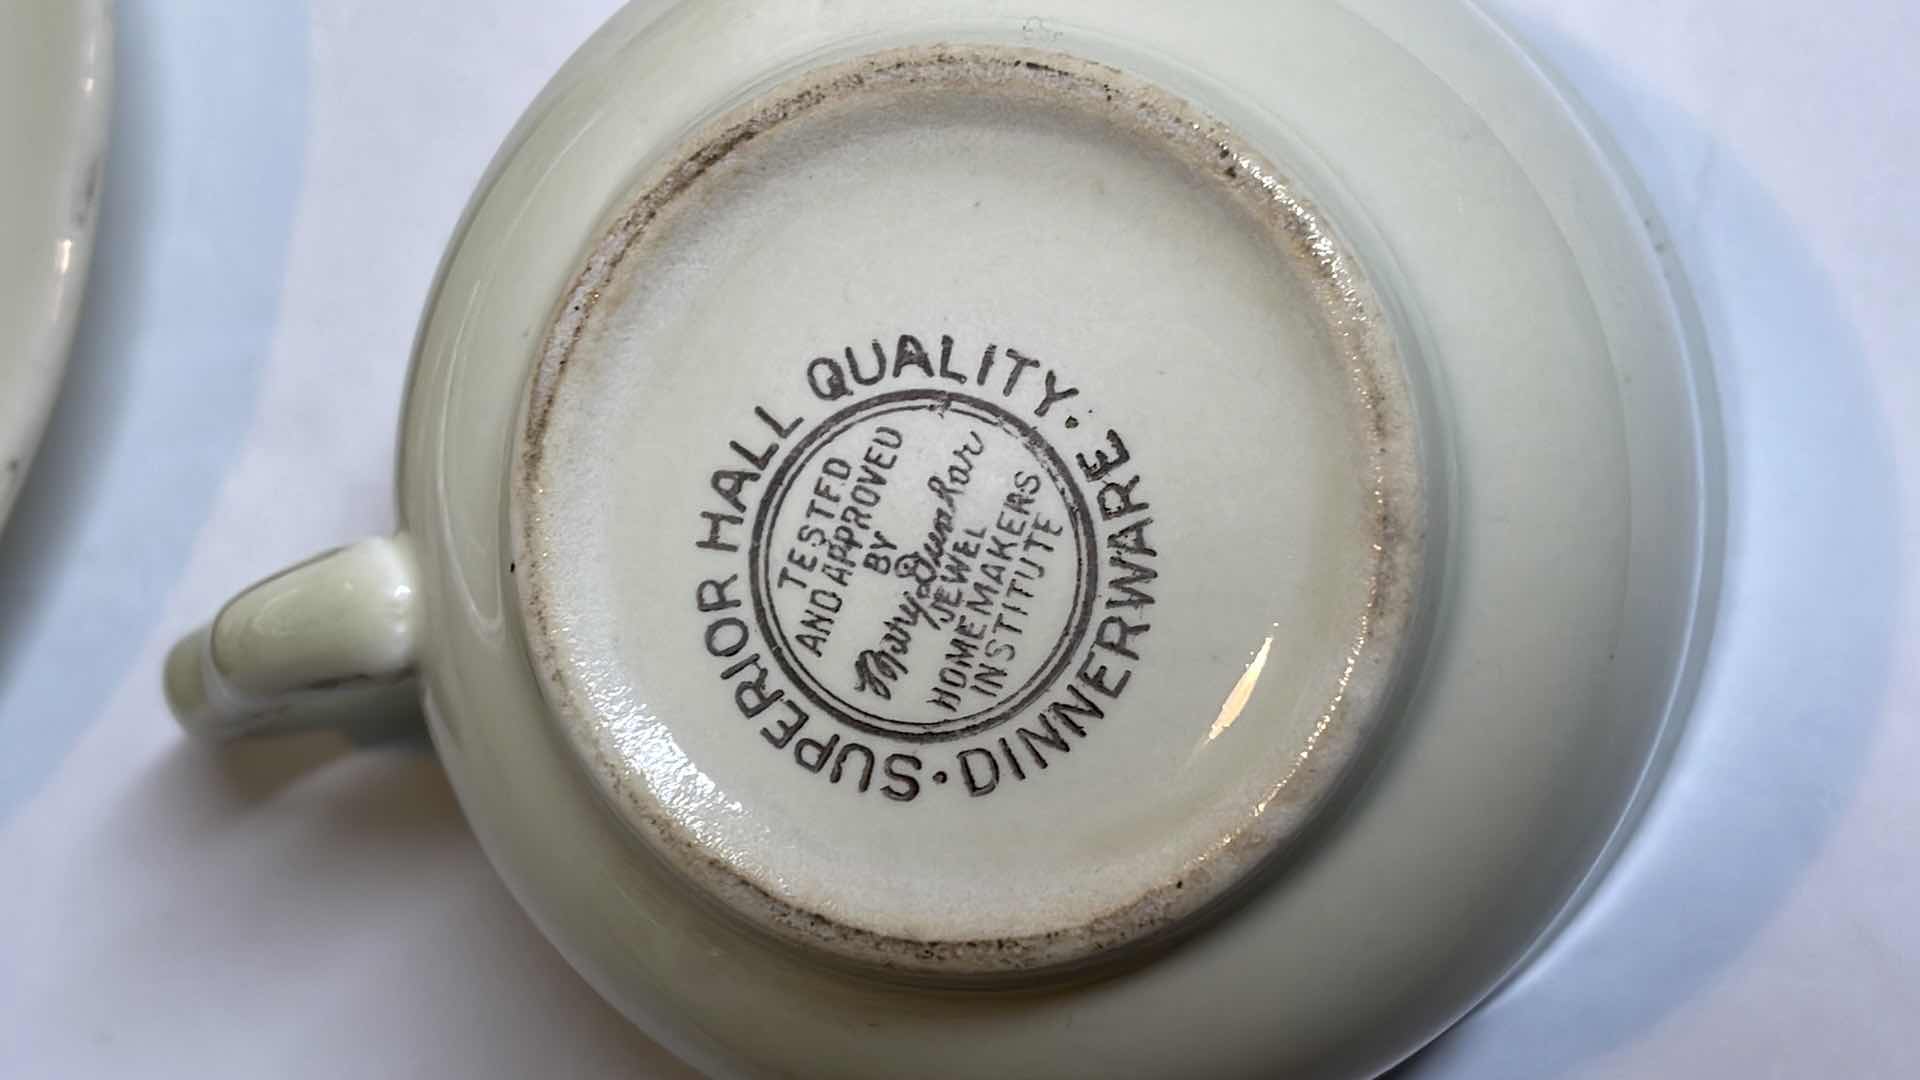 SUPERIOR HALL QUALITY · DINNERWARE ·
TESTED
AND APPROVED
BY
Mary Dunbar
JEWEL
HOMEMAKERS
INSTITUTE